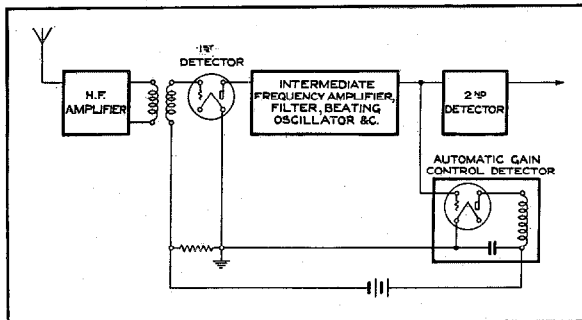 1ST
DETECTOR
H.F.
AMPLIFIER
INTERMEDIATE
FREQUENCY AMPLIFIER,
FILTER, BEATING
OSCILLATOR &C.
2ND
DETECTOR
AUTOMATIC GAIN
CONTROL DETECTOR